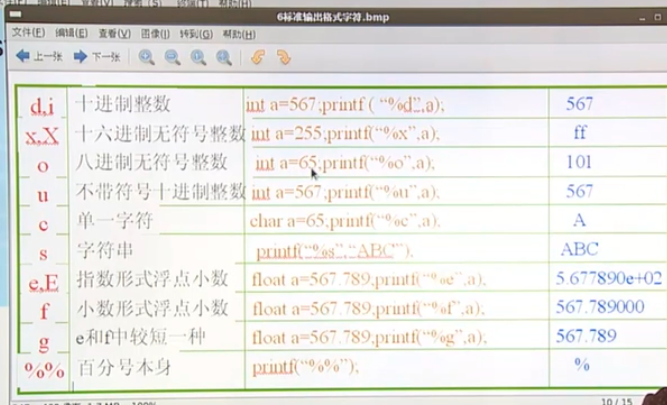 6标准输出格式字符.bmp
文件(F) 编辑(E) 查看(V) 图像(I) 转到(G) 帮助(H)
上一张 下一张
d,i 十进制整数 int a=567;printf ( “%d”,a); 567
x,X 十六进制无符号整数 int a=255;printf(“%x”,a); ff
o 八进制无符号整数 int a=65;printf(“%o”,a); 101
u 不带符号十进制整数 int a=567;printf(“%u”,a); 567
c 单一字符 char a=65;printf(“%c”,a); A
s 字符串 printf(“%s”,“ABC”); ABC
e,E 指数形式浮点小数 float a=567.789;printf(“%e”,a); 5.677890e+02
f 小数形式浮点小数 float a=567.789;printf(“%f”,a); 567.789000
g e和f中较短一种 float a=567.789;printf(“%g”,a); 567.789
%% 百分号本身 printf(“%%”); %
10 / 15